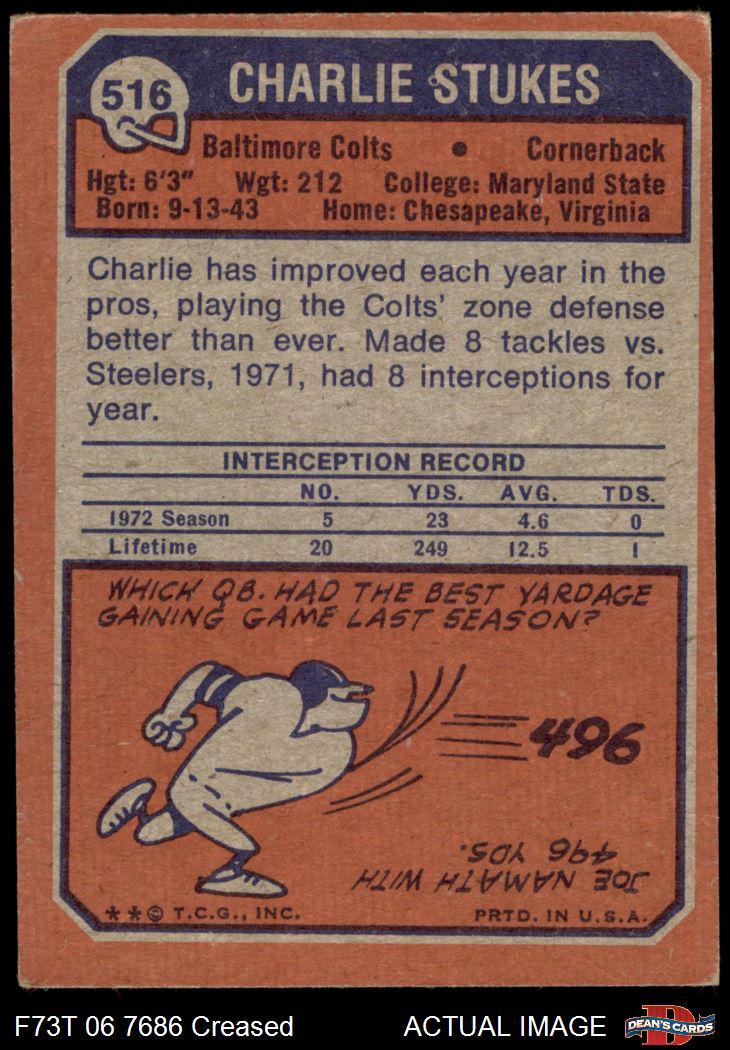 516
CHARLIE STUKES
Baltimore Colts • Cornerback
Hgt: 6'3" Wgt: 212 College: Maryland State
Born: 9-13-43 Home: Chesapeake, Virginia
Charlie has improved each year in the
pros, playing the Colts' zone defense
better than ever. Made 8 tackles vs.
Steelers, 1971, had 8 interceptions for
year.
INTERCEPTION RECORD
NO. YDS. AVG. TDS.
1972 Season 5 23 4.6 0
Lifetime 20 249 12.5 1
WHICH QB. HAD THE BEST YARDAGE
GAINING GAME LAST SEASON?
496
JOE NAMATH WITH
496 YDS.
**© T.C.G., INC. PRTD. IN U.S.A.
F73T 06 7686 Creased ACTUAL IMAGE
D
DEAN'S CARDS